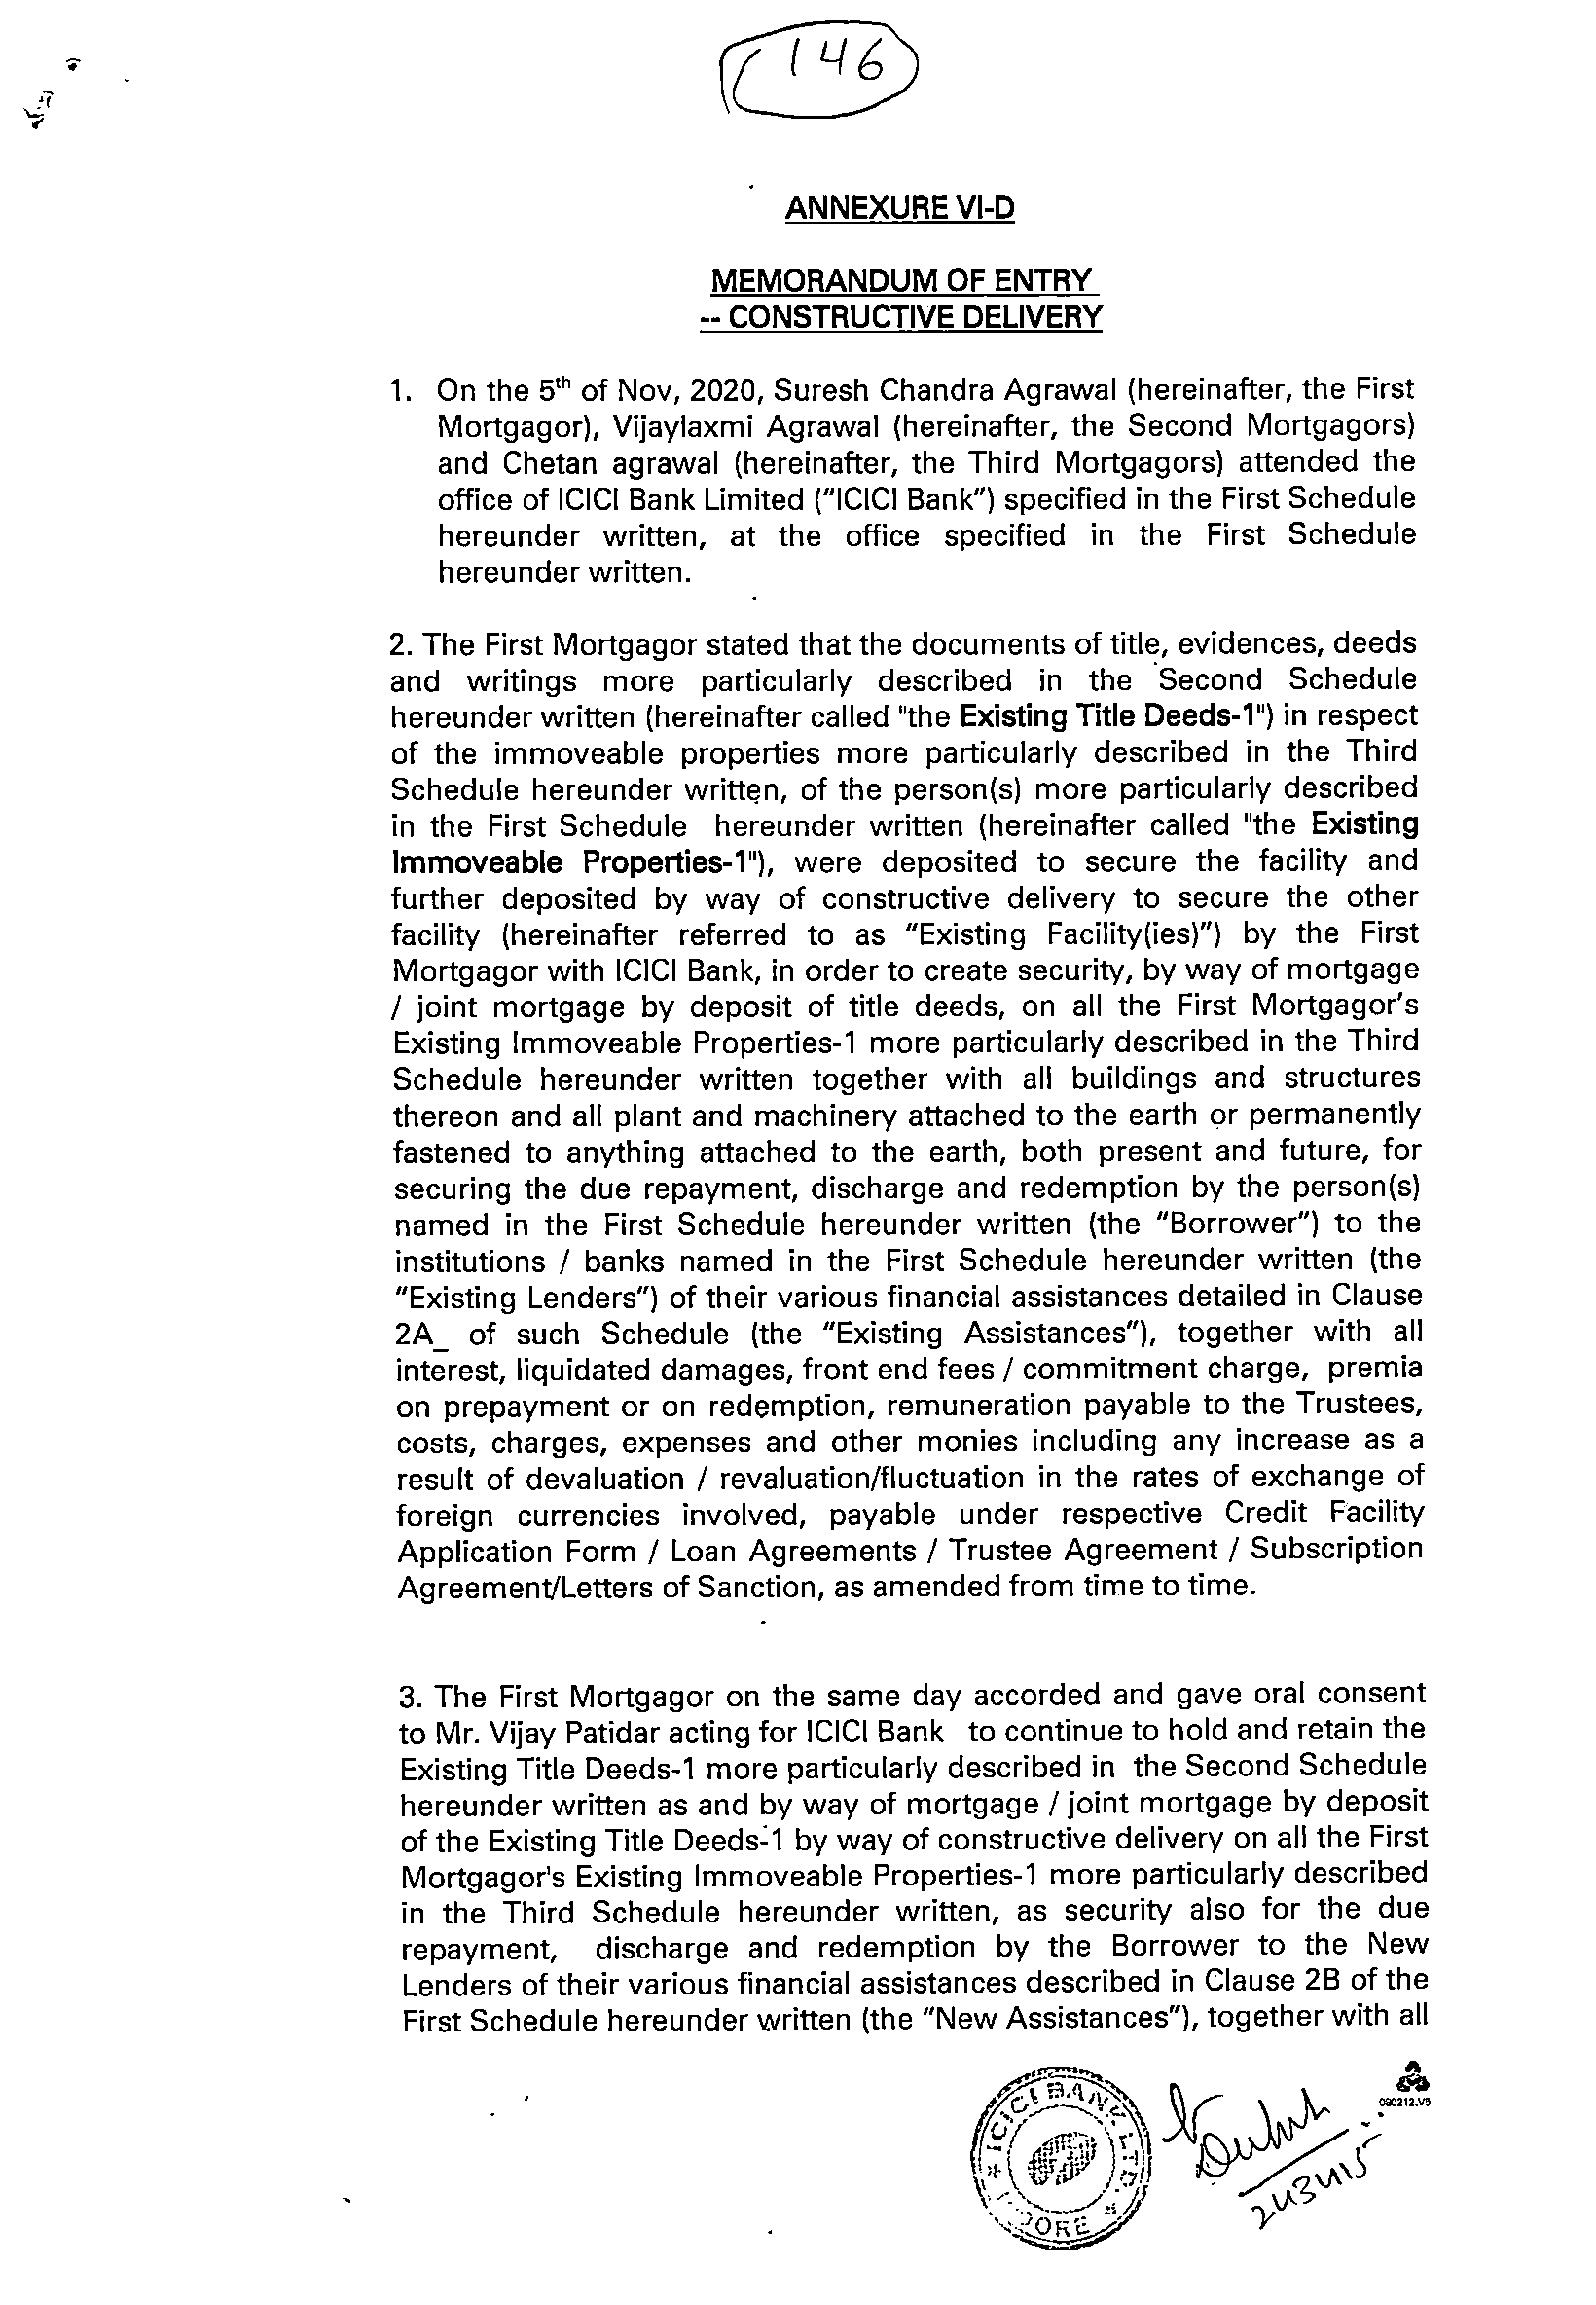 146
ANNEXURE VI-D
MEMORANDUM OF ENTRY
-- CONSTRUCTIVE DELIVERY
1. On the 5th of Nov, 2020, Suresh Chandra Agrawal (hereinafter, the First
Mortgagor), Vijaylaxmi Agrawal (hereinafter, the Second Mortgagors)
and Chetan agrawal (hereinafter, the Third Mortgagors) attended the
office of ICICI Bank Limited ("ICICI Bank") specified in the First Schedule
hereunder written, at the office specified in the First Schedule
hereunder written.
2. The First Mortgagor stated that the documents of title, evidences, deeds
and writings more particularly described in the Second Schedule
hereunder written (hereinafter called "the Existing Title Deeds-1") in respect
of the immoveable properties more particularly described in the Third
Schedule hereunder written, of the person(s) more particularly described
in the First Schedule hereunder written (hereinafter called "the Existing
Immoveable Properties-1"), were deposited to secure the facility and
further deposited by way of constructive delivery to secure the other
facility (hereinafter referred to as "Existing Facility(ies)") by the First
Mortgagor with ICICI Bank, in order to create security, by way of mortgage
/ joint mortgage by deposit of title deeds, on all the First Mortgagor's
Existing Immoveable Properties-1 more particularly described in the Third
Schedule hereunder written together with all buildings and structures
thereon and all plant and machinery attached to the earth or permanently
fastened to anything attached to the earth, both present and future, for
securing the due repayment, discharge and redemption by the person(s)
named in the First Schedule hereunder written (the "Borrower") to the
institutions / banks named in the First Schedule hereunder written (the
"Existing Lenders") of their various financial assistances detailed in Clause
2A_ of such Schedule (the "Existing Assistances"), together with all
interest, liquidated damages, front end fees / commitment charge, premia
on prepayment or on redemption, remuneration payable to the Trustees,
costs, charges, expenses and other monies including any increase as a
result of devaluation / revaluation/fluctuation in the rates of exchange of
foreign currencies involved, payable under respective Credit Facility
Application Form / Loan Agreements / Trustee Agreement / Subscription
Agreement/Letters of Sanction, as amended from time to time.
3. The First Mortgagor on the same day accorded and gave oral consent
to Mr. Vijay Patidar acting for ICICI Bank to continue to hold and retain the
Existing Title Deeds-1 more particularly described in the Second Schedule
hereunder written as and by way of mortgage / joint mortgage by deposit
of the Existing Title Deeds-1 by way of constructive delivery on all the First
Mortgagor's Existing Immoveable Properties-1 more particularly described
in the Third Schedule hereunder written, as security also for the due
repayment, discharge and redemption by the Borrower to the New
Lenders of their various financial assistances described in Clause 2B of the
First Schedule hereunder written (the "New Assistances"), together with all
080212.V5
ICICI BANK LTD.